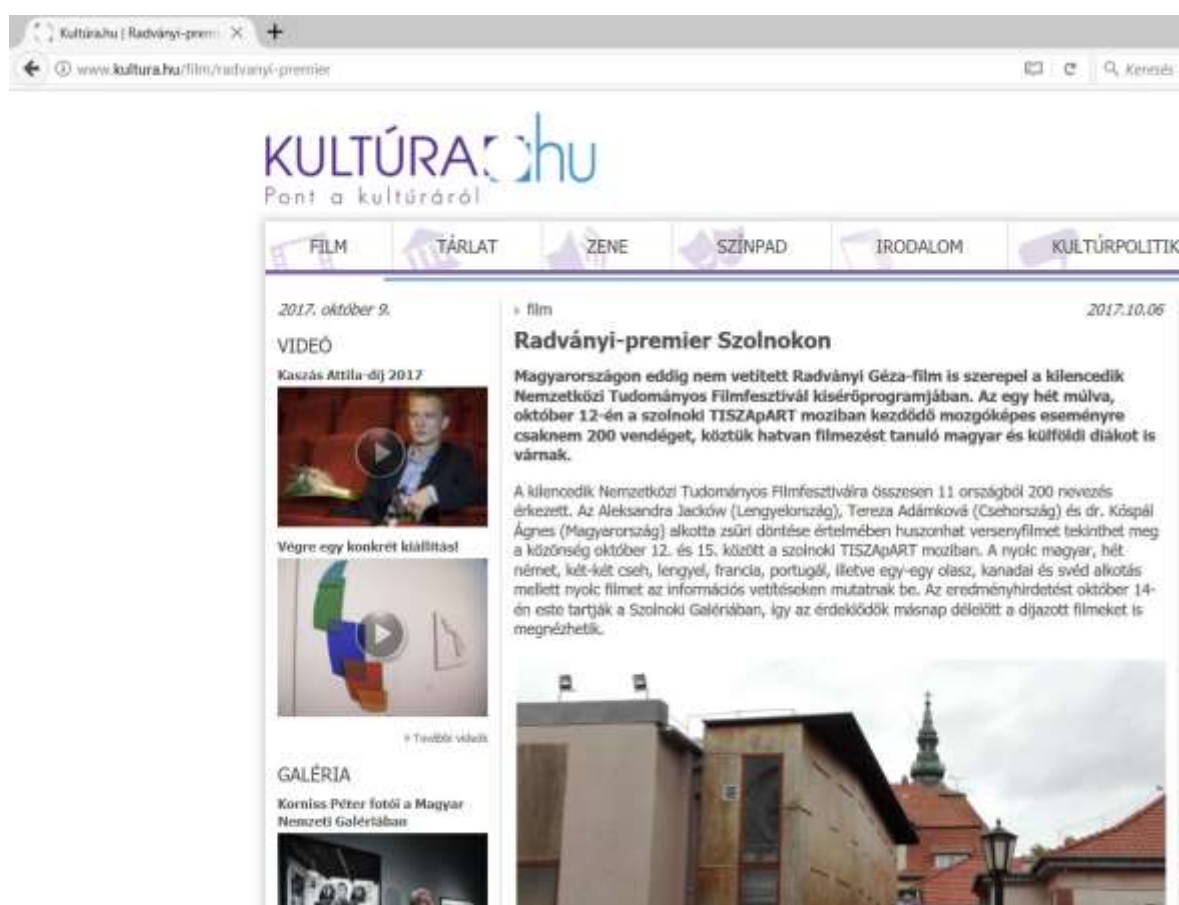 Kultúra.hu | Radványi-premi
www.kultura.hu/film/radvanyi-premier
Keresés
KULTÚRA.hu
Pont a kultúráról
FILM
TÁRLAT
ZENE
SZÍNPAD
IRODALOM
KULTÚRPOLITIK
2017. október 9.
VIDEÓ
Kaszás Attila-díj 2017
Végre egy konkrét kiállítás!
» További videók
GALÉRIA
Korniss Péter fotói a Magyar
Nemzeti Galériában
» film
2017.10.06
Radványi-premier Szolnokon
Magyarországon eddig nem vetített Radványi Géza-film is szerepel a kilencedik
Nemzetközi Tudományos Filmfesztivál kísérőprogramjában. Az egy hét múlva,
október 12-én a szolnoki TISZApART moziban kezdődő mozgóképes eseményre
csaknem 200 vendéget, köztük hatvan filmezést tanuló magyar és külföldi diákot is
várnak.
A kilencedik Nemzetközi Tudományos Filmfesztiválra összesen 11 országból 200 nevezés
érkezett. Az Aleksandra Jacków (Lengyelország), Tereza Adámková (Csehország) és dr. Kóspál
Ágnes (Magyarország) alkotta zsűri döntése értelmében huszonhat versenyfilmet tekinthet meg
a közönség október 12. és 15. között a szolnoki TISZApART moziban. A nyolc magyar, hét
német, két-két cseh, lengyel, francia, portugál, illetve egy-egy olasz, kanadai és svéd alkotás
mellett nyolc filmet az információs vetítéseken mutatnak be. Az eredményhirdetést október 14-
én este tartják a Szolnoki Galériában, így az érdeklődők másnap délelőtt a díjazott filmeket is
megnézhetik.